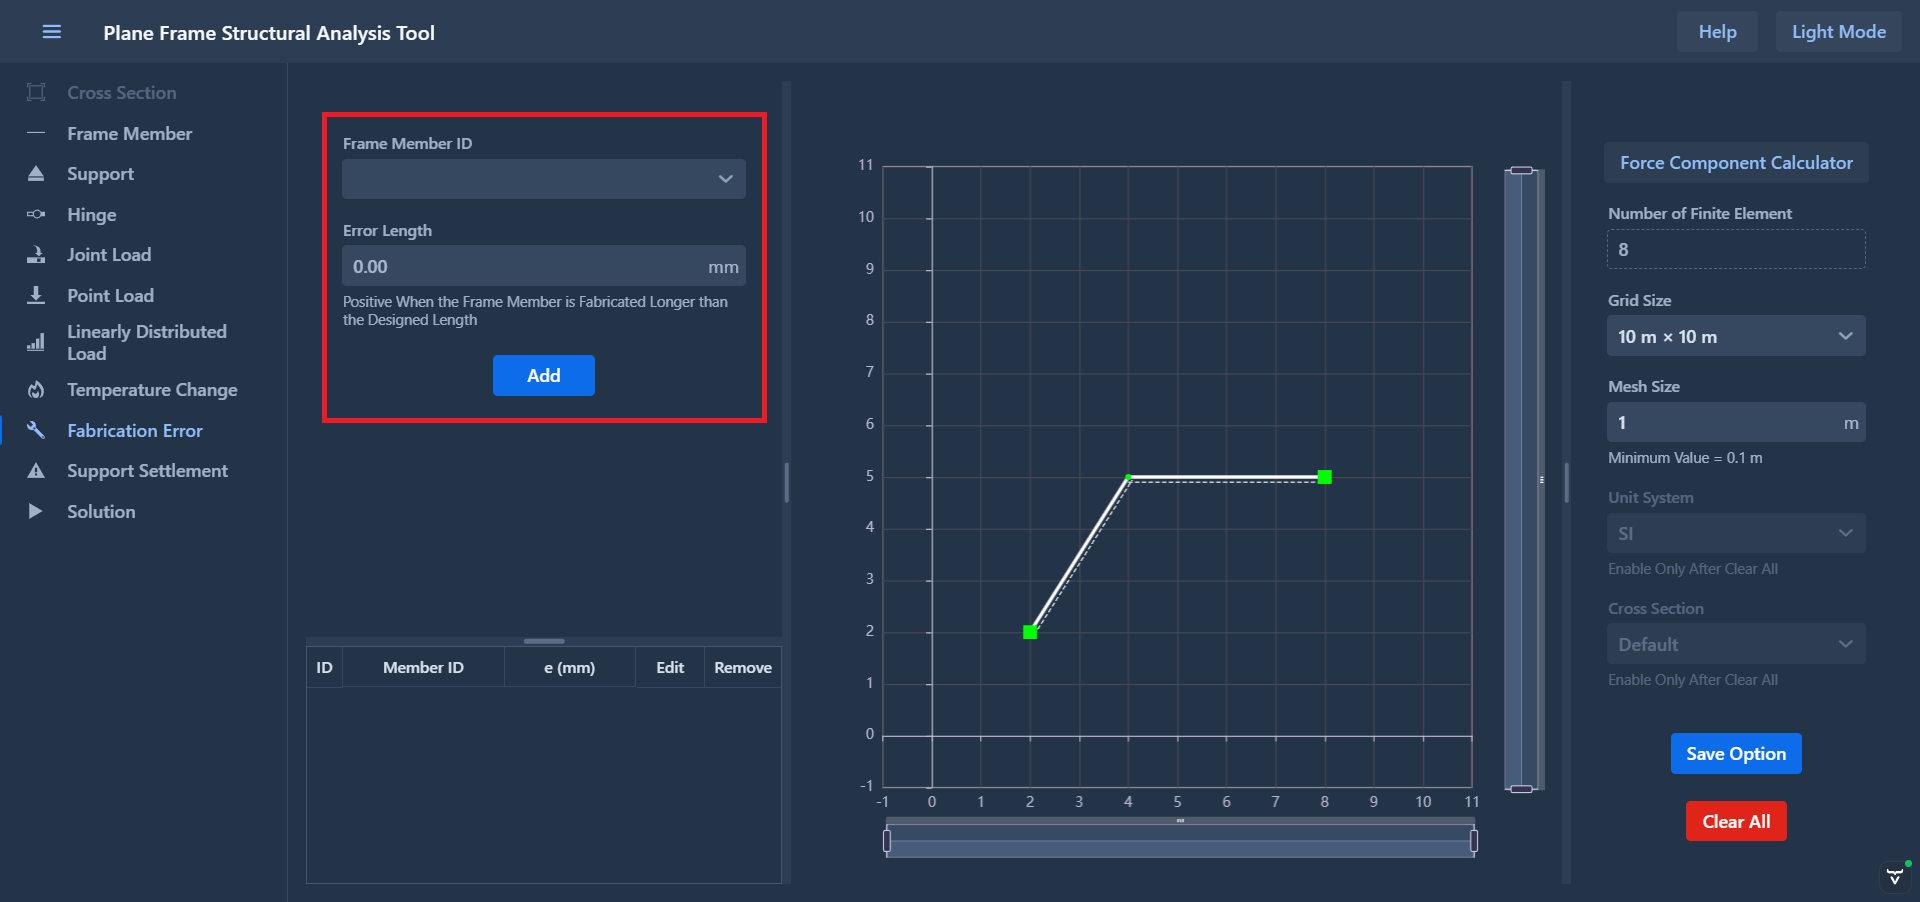 Plane Frame Structural Analysis Tool
Help
Light Mode
Cross Section
Frame Member
Support
Hinge
Joint Load
Point Load
Linearly Distributed
Load
Temperature Change
Fabrication Error
Support Settlement
Solution
Frame Member ID
Error Length
0.00 mm
Positive When the Frame Member is Fabricated Longer than
the Designed Length
Add
ID Member ID e (mm) Edit Remove
11
10
9
8
7
6
5
4
3
2
1
0
-1
-1 0 1 2 3 4 5 6 7 8 9 10 11
Force Component Calculator
Number of Finite Element
8
Grid Size
10 m × 10 m
Mesh Size
1 m
Minimum Value = 0.1 m
Unit System
SI
Enable Only After Clear All
Cross Section
Default
Enable Only After Clear All
Save Option
Clear All